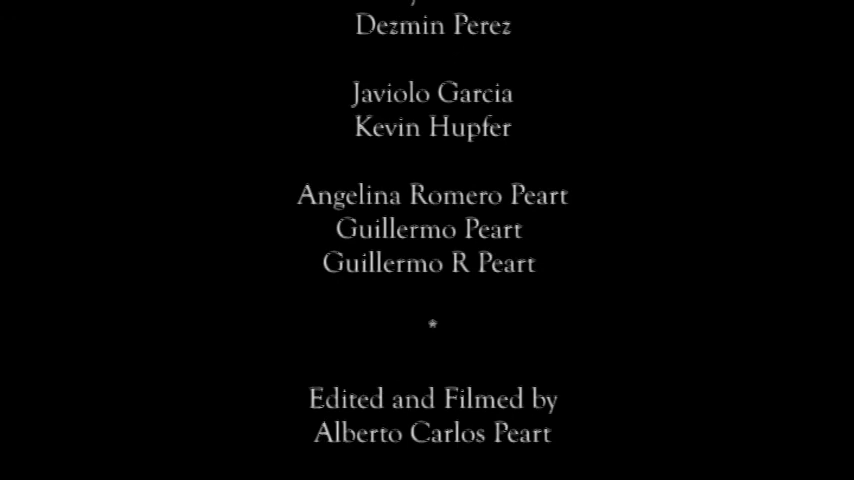 Dezmin Perez
Javiolo Garcia
Kevin Hupfer
Angelina Romero Peart
Guillermo Peart
Guillermo R Peart
*
Edited and Filmed by
Alberto Carlos Peart